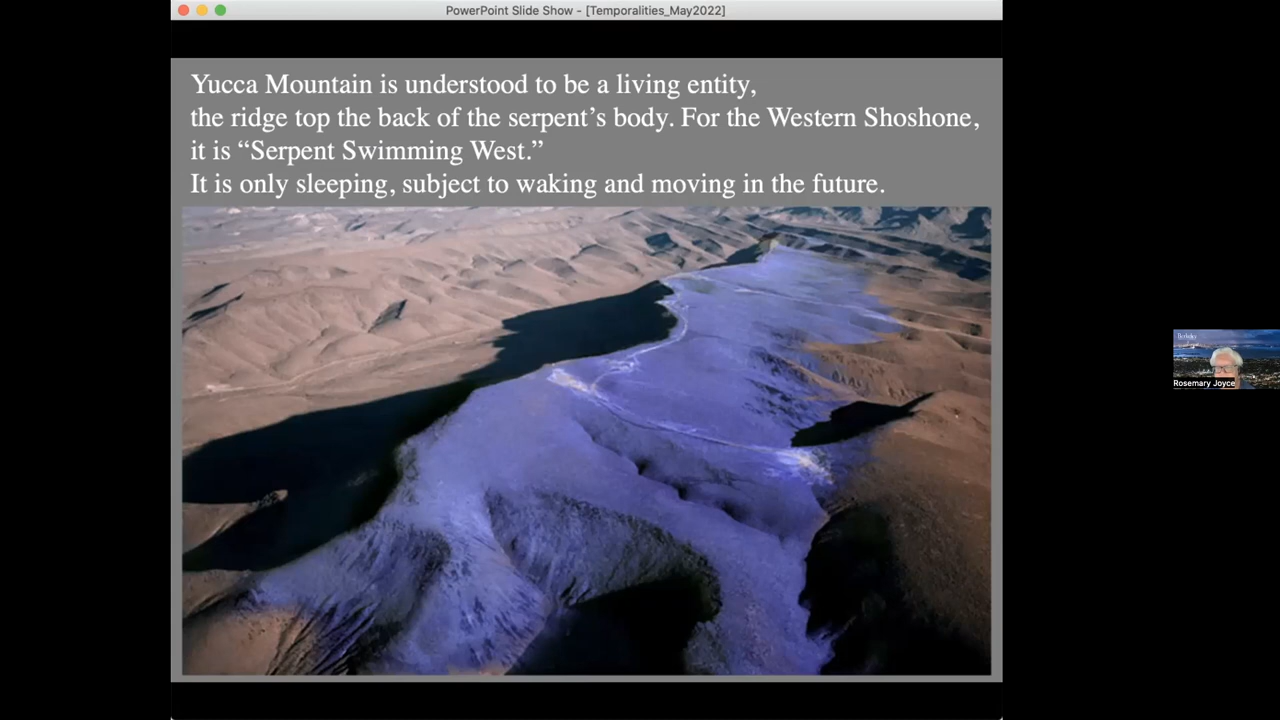 PowerPoint Slide Show - [Temporalities_May2022]
Yucca Mountain is understood to be a living entity,
the ridge top the back of the serpent’s body. For the Western Shoshone,
it is “Serpent Swimming West.”
It is only sleeping, subject to waking and moving in the future.
Rosemary Joyce